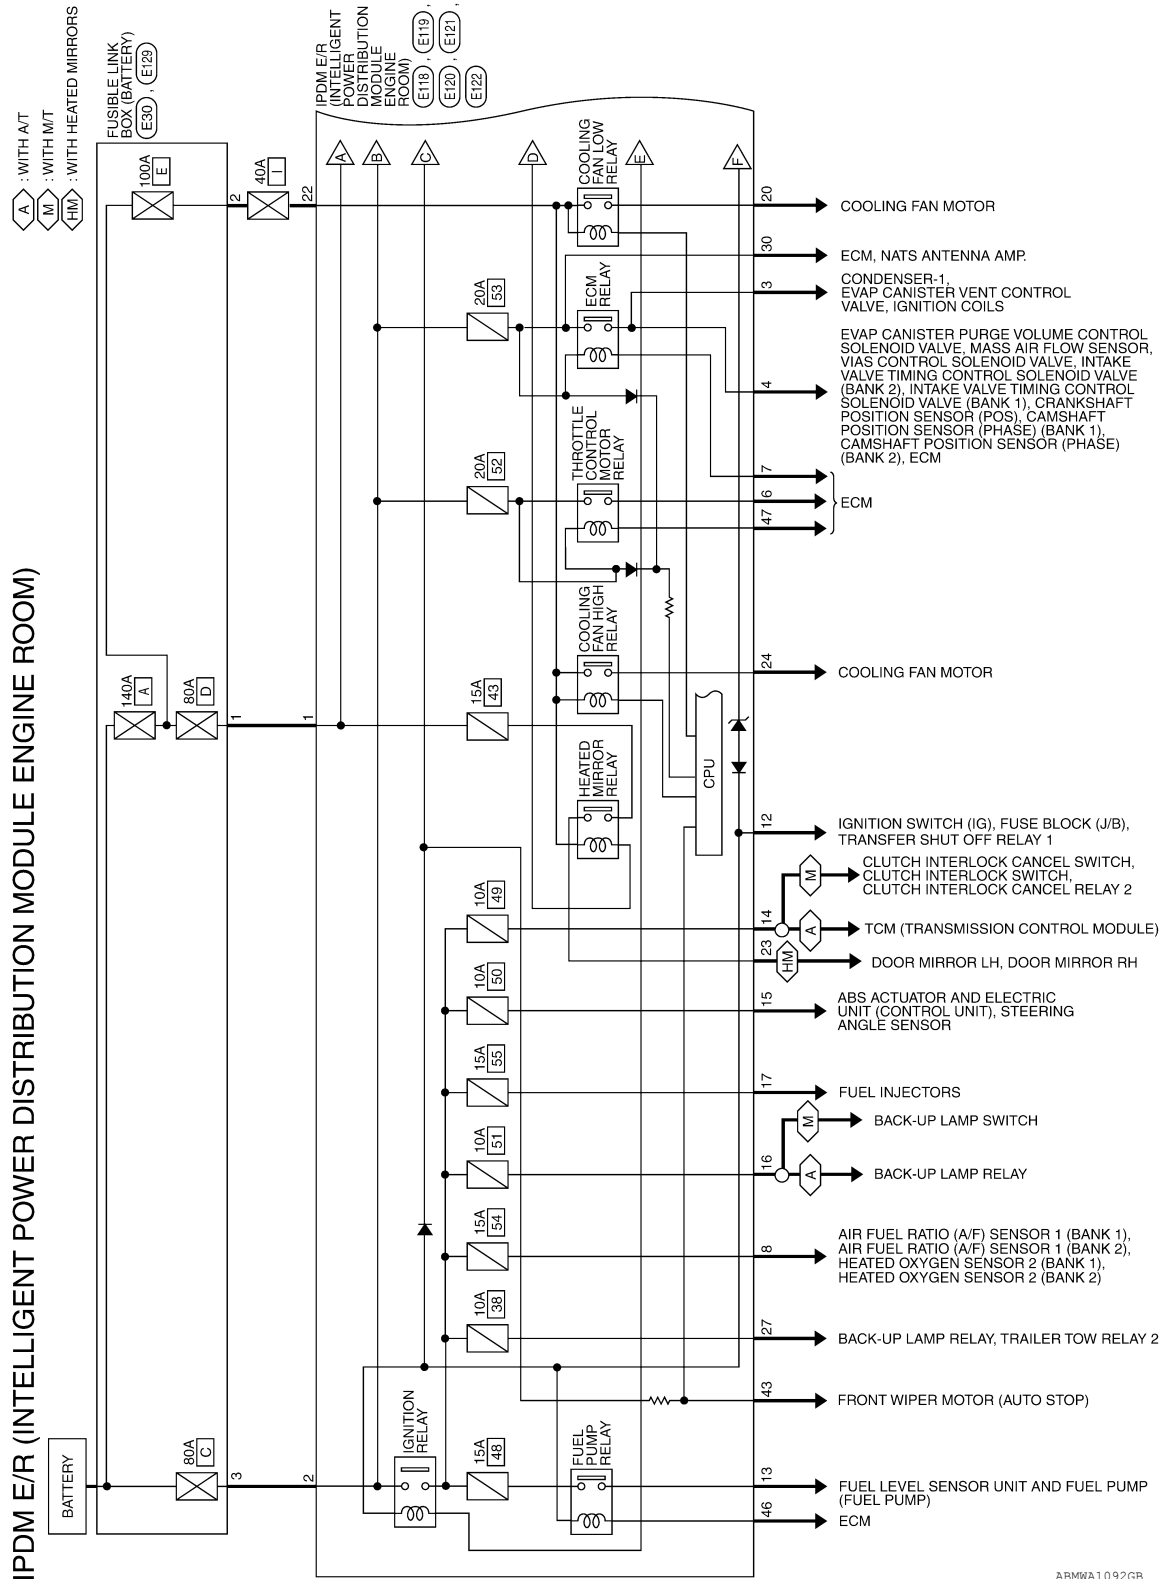 IPDM E/R (INTELLIGENT POWER DISTRIBUTION MODULE ENGINE ROOM)
A : WITH A/T
M : WITH M/T
HM : WITH HEATED MIRRORS
BATTERY
FUSIBLE LINK
BOX (BATTERY)
E30 , E129
IPDM E/R
(INTELLIGENT
POWER
DISTRIBUTION
MODULE
ENGINE
ROOM)
E118 , E119 ,
E120 , E121 ,
E122
100A
E
2
40A
I
22
140A
A
80A
D
1
1
80A
C
3
2
A
B
C
D
E
F
COOLING
FAN LOW
RELAY
20
COOLING FAN MOTOR
30
ECM, NATS ANTENNA AMP.
20A
53
ECM
RELAY
3
CONDENSER-1,
EVAP CANISTER VENT CONTROL
VALVE, IGNITION COILS
4
EVAP CANISTER PURGE VOLUME CONTROL
SOLENOID VALVE, MASS AIR FLOW SENSOR,
VIAS CONTROL SOLENOID VALVE, INTAKE
VALVE TIMING CONTROL SOLENOID VALVE
(BANK 2), INTAKE VALVE TIMING CONTROL
SOLENOID VALVE (BANK 1), CRANKSHAFT
POSITION SENSOR (POS), CAMSHAFT
POSITION SENSOR (PHASE) (BANK 1),
CAMSHAFT POSITION SENSOR (PHASE)
(BANK 2), ECM
20A
52
THROTTLE
CONTROL
MOTOR
RELAY
7
6
47
ECM
COOLING
FAN HIGH
RELAY
24
COOLING FAN MOTOR
15A
43
HEATED
MIRROR
RELAY
CPU
12
IGNITION SWITCH (IG), FUSE BLOCK (J/B),
TRANSFER SHUT OFF RELAY 1
M
CLUTCH INTERLOCK CANCEL SWITCH,
CLUTCH INTERLOCK SWITCH,
CLUTCH INTERLOCK CANCEL RELAY 2
10A
49
14
A
TCM (TRANSMISSION CONTROL MODULE)
23
HM
DOOR MIRROR LH, DOOR MIRROR RH
10A
50
15
ABS ACTUATOR AND ELECTRIC
UNIT (CONTROL UNIT), STEERING
ANGLE SENSOR
15A
55
17
FUEL INJECTORS
M
BACK-UP LAMP SWITCH
10A
51
16
A
BACK-UP LAMP RELAY
15A
54
8
AIR FUEL RATIO (A/F) SENSOR 1 (BANK 1),
AIR FUEL RATIO (A/F) SENSOR 1 (BANK 2),
HEATED OXYGEN SENSOR 2 (BANK 1),
HEATED OXYGEN SENSOR 2 (BANK 2)
10A
38
27
BACK-UP LAMP RELAY, TRAILER TOW RELAY 2
43
FRONT WIPER MOTOR (AUTO STOP)
IGNITION
RELAY
15A
48
FUEL
PUMP
RELAY
13
FUEL LEVEL SENSOR UNIT AND FUEL PUMP
(FUEL PUMP)
46
ECM
ABMWA1092GB